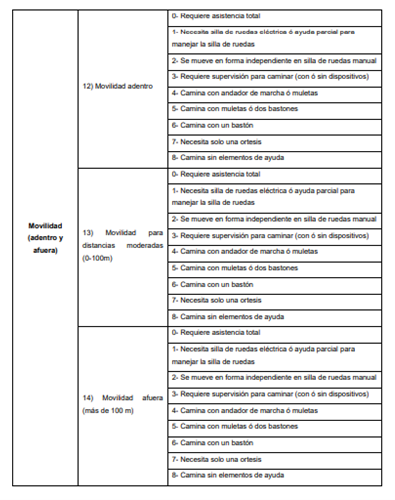 Movilidad
(adentro y
afuera)
12) Movilidad adentro
0- Requiere asistencia total
1- Necesita silla de ruedas eléctrica ó ayuda parcial para
manejar la silla de ruedas
2- Se mueve en forma independiente en silla de ruedas manual
3- Requiere supervisión para caminar (con ó sin dispositivos)
4- Camina con andador de marcha ó muletas
5- Camina con muletas ó dos bastones
6- Camina con un bastón
7- Necesita solo una ortesis
8- Camina sin elementos de ayuda
13) Movilidad para
distancias moderadas
(0-100m)
0- Requiere asistencia total
1- Necesita silla de ruedas eléctrica ó ayuda parcial para
manejar la silla de ruedas
2- Se mueve en forma independiente en silla de ruedas manual
3- Requiere supervisión para caminar (con ó sin dispositivos)
4- Camina con andador de marcha ó muletas
5- Camina con muletas ó dos bastones
6- Camina con un bastón
7- Necesita solo una ortesis
8- Camina sin elementos de ayuda
14) Movilidad afuera
(más de 100 m)
0- Requiere asistencia total
1- Necesita silla de ruedas eléctrica ó ayuda parcial para
manejar la silla de ruedas
2- Se mueve en forma independiente en silla de ruedas manual
3- Requiere supervisión para caminar (con ó sin dispositivos)
4- Camina con andador de marcha ó muletas
5- Camina con muletas ó dos bastones
6- Camina con un bastón
7- Necesita solo una ortesis
8- Camina sin elementos de ayuda